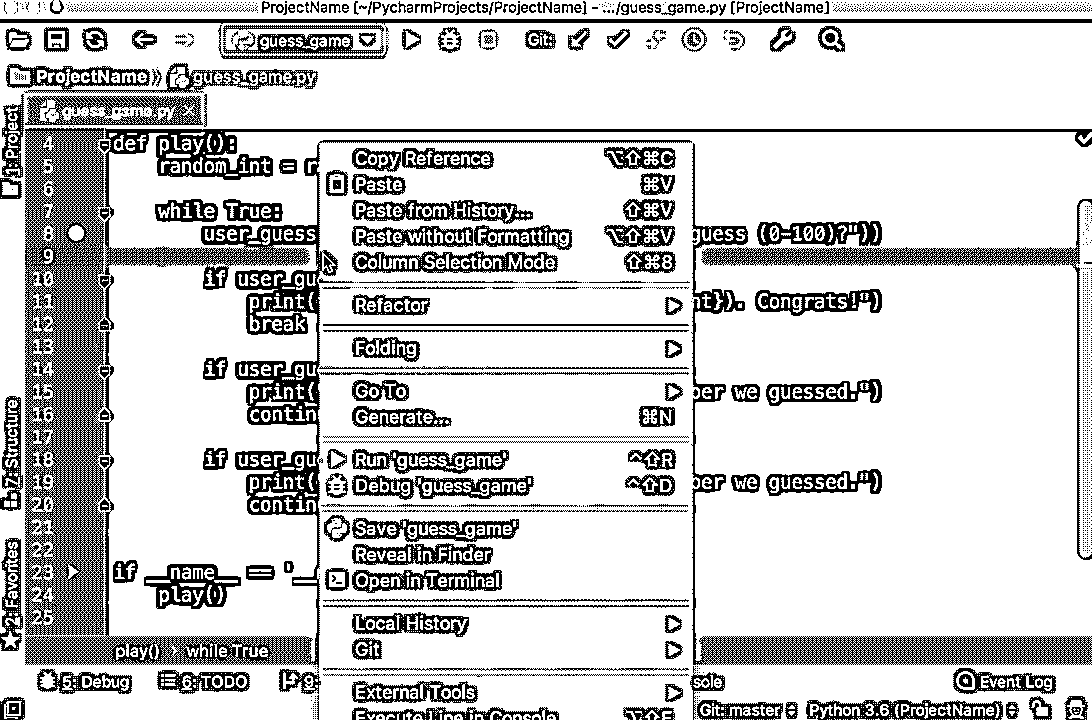 ProjectName [~/PycharmProjects/ProjectName] – .../guess_game.py [ProjectName]
guess_game Git:
ProjectName guess_game.py
guess_game.py
1: Project
7: Structure
2: Favorites
4 def play():
5 random_int = r
6
7 while True:
8 user_guess guess (0–100)?"))
9
10 if user_gu
11 print( nt}). Congrats!")
12 break
13
14 if user_gu
15 print( ber we guessed.")
16 contin
17
18 if user_gu
19 print( ber we guessed.")
20 contin
21
22
23 if __name__ == '__
24 play()
25
Copy Reference ⌥⇧⌘C
Paste ⌘V
Paste from History... ⇧⌘V
Paste without Formatting ⌥⇧⌘V
Column Selection Mode ⇧⌘8
Refactor
Folding
Go To
Generate... ⌘N
Run 'guess_game' ^⇧R
Debug 'guess_game' ^⇧D
Save 'guess_game'
Reveal in Finder
Open in Terminal
Local History
Git
External Tools
Execute Line in Console ⌥⇧E
play() › while True
5: Debug 6: TODO 9: sole Event Log
Git: master Python 3.6 (ProjectName)